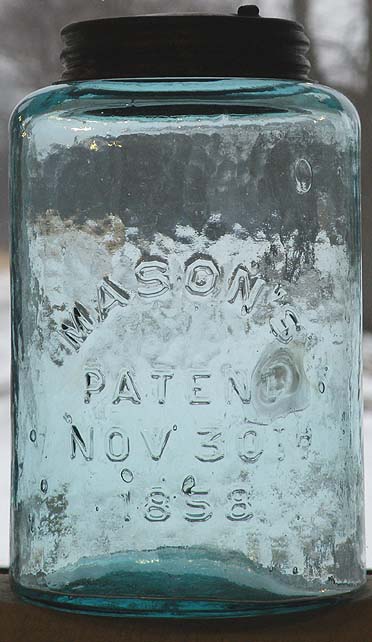 MASON'S
PATENT
NOV 30TH
1858